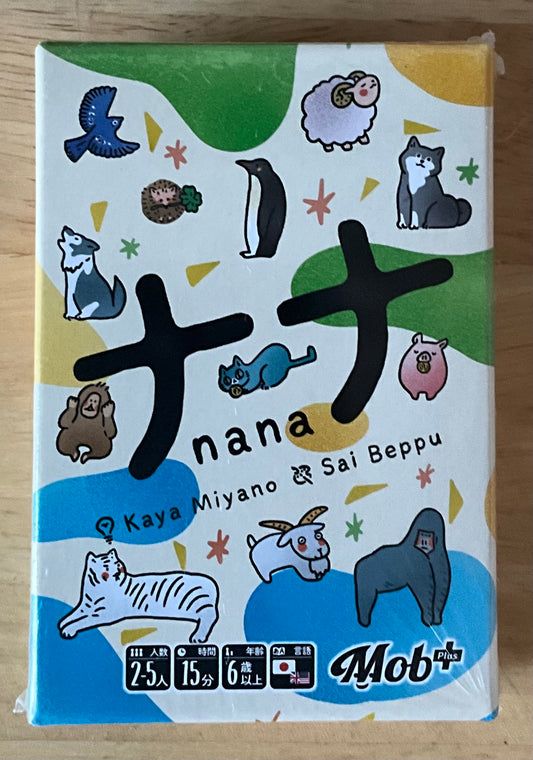 ナナ
nana
Kaya Miyano & Sai Beppu
人数 2-5人
時間 15分
年齢 6歳以上
言語
Mob+ Plus